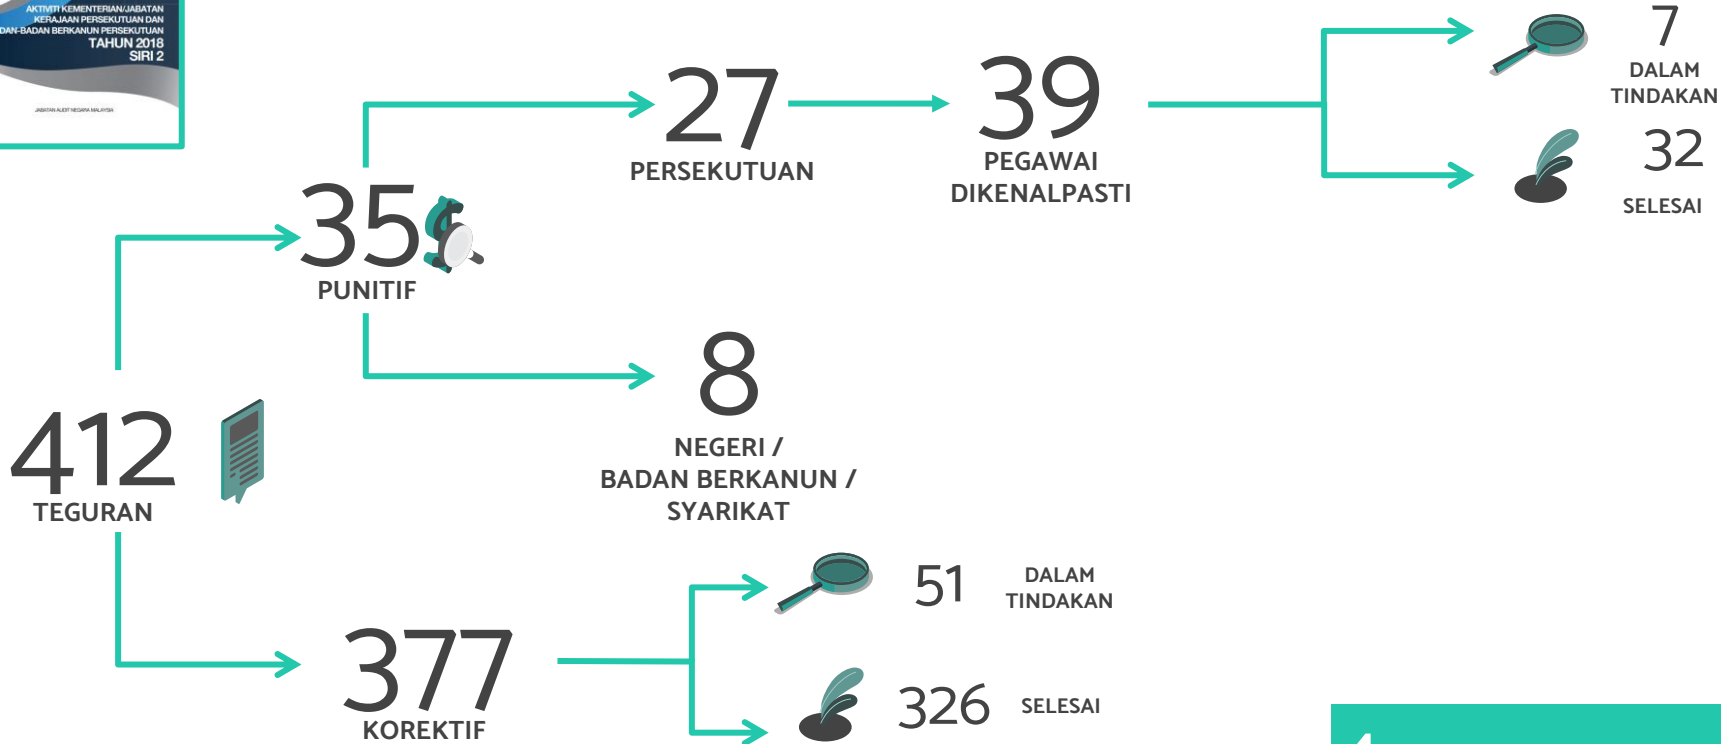 AKTIVITI KEMENTERIAN/JABATAN
KERAJAAN PERSEKUTUAN DAN
DAN-BADAN BERKANUN PERSEKUTUAN
TAHUN 2018
SIRI 2
JABATAN AUDIT NEGARA MALAYSIA
412
TEGURAN
35
PUNITIF
27
PERSEKUTUAN
39
PEGAWAI
DIKENALPASTI
7
DALAM
TINDAKAN
32
SELESAI
8
NEGERI /
BADAN BERKANUN /
SYARIKAT
377
KOREKTIF
51
DALAM
TINDAKAN
326
SELESAI